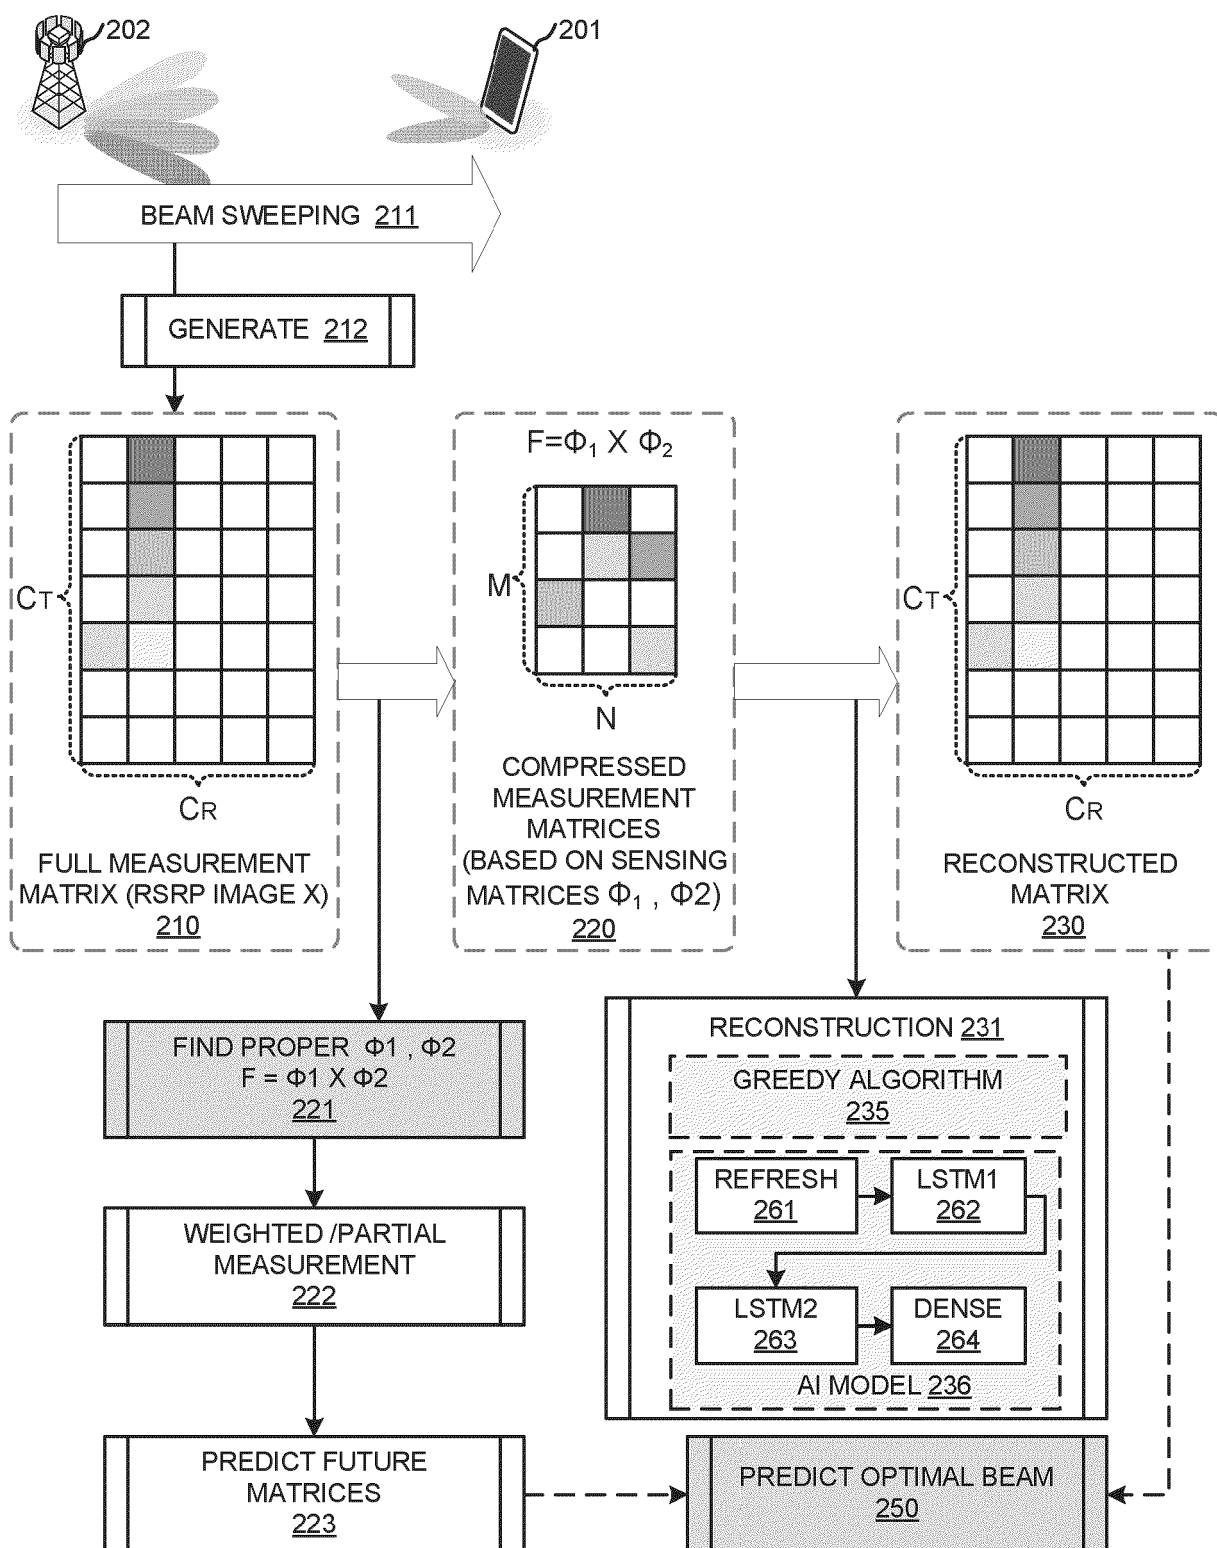 202
201
BEAM SWEEPING 211
GENERATE 212
CT
CR
FULL MEASUREMENT
MATRIX (RSRP IMAGE X)
210
F=Φ1 X Φ2
M
N
COMPRESSED
MEASUREMENT
MATRICES
(BASED ON SENSING
MATRICES Φ1 , Φ2)
220
CT
CR
RECONSTRUCTED
MATRIX
230
FIND PROPER Φ1 , Φ2
F = Φ1 X Φ2
221
WEIGHTED /PARTIAL
MEASUREMENT
222
PREDICT FUTURE
MATRICES
223
RECONSTRUCTION 231
GREEDY ALGORITHM
235
REFRESH
261
LSTM1
262
LSTM2
263
DENSE
264
AI MODEL 236
PREDICT OPTIMAL BEAM
250